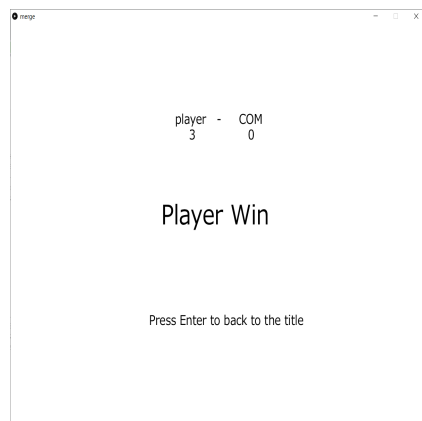 merge
player - COM
3 0
Player Win
Press Enter to back to the title